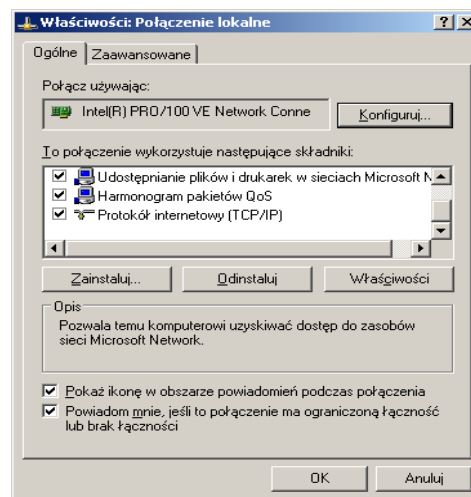 Właściwości: Połączenie lokalne
Ogólne Zaawansowane
Połącz używając:
Intel(R) PRO/100 VE Network Conne
Konfiguruj...
To połączenie wykorzystuje następujące składniki:
Udostępnianie plików i drukarek w sieciach Microsoft N
Harmonogram pakietów QoS
Protokół internetowy (TCP/IP)
Zainstaluj... Odinstaluj Właściwości
Opis
Pozwala temu komputerowi uzyskiwać dostęp do zasobów
sieci Microsoft Network.
Pokaż ikonę w obszarze powiadomień podczas połączenia
Powiadom mnie, jeśli to połączenie ma ograniczoną łączność
lub brak łączności
OK Anuluj